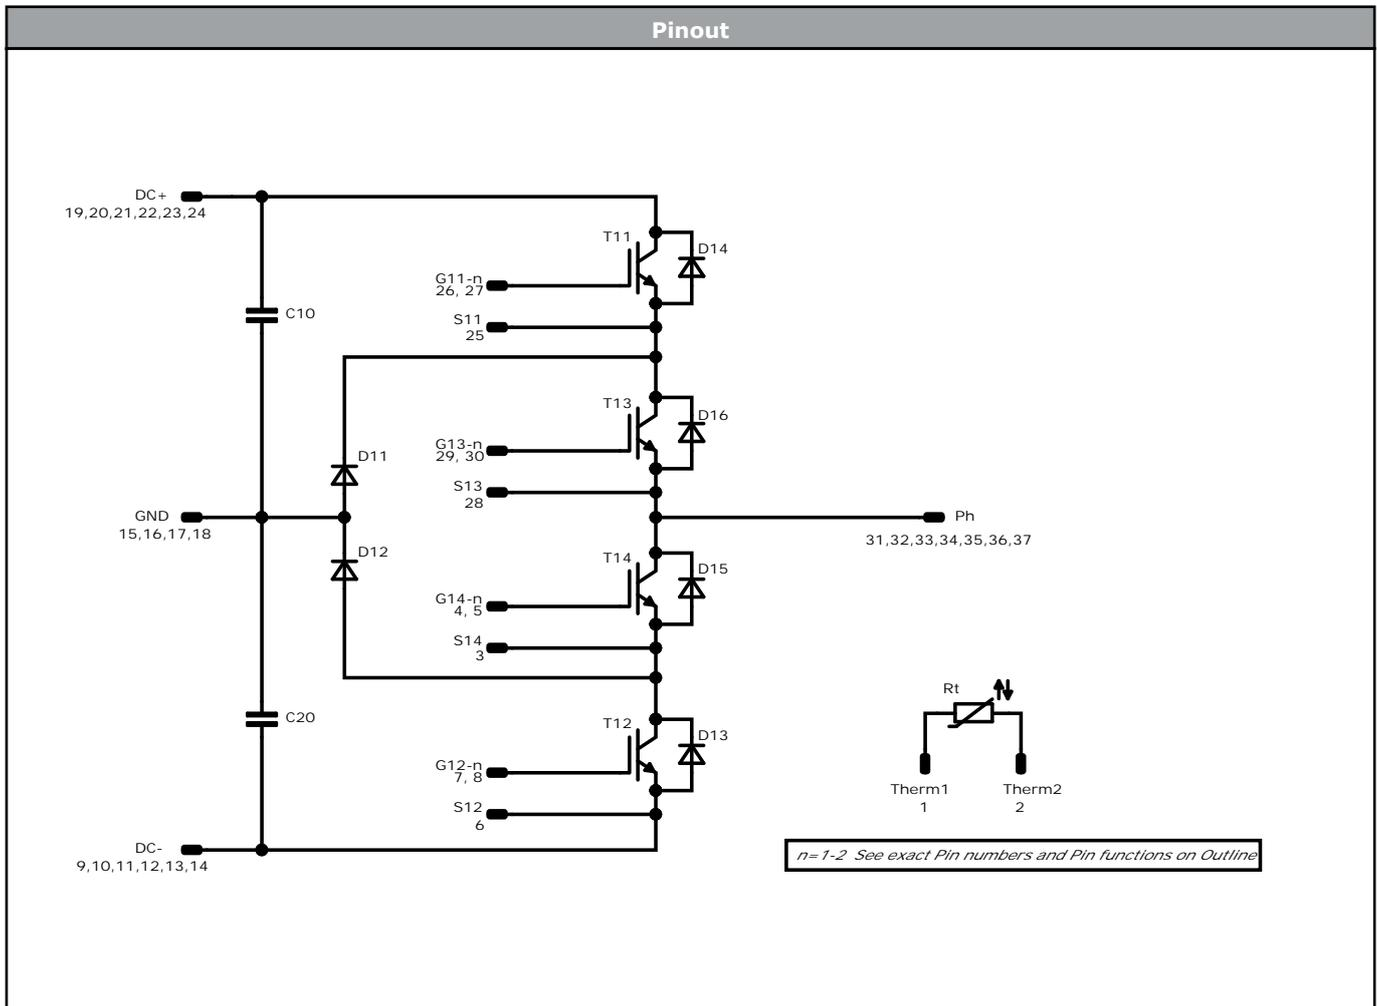 Pinout
DC+
19,20,21,22,23,24
T11
D14
G11-n
26, 27
C10
S11
25
T13
D16
G13-n
29, 30
D11
S13
28
GND
15,16,17,18
Ph
31,32,33,34,35,36,37
D12
T14
D15
G14-n
4, 5
S14
3
Rt
C20
T12
D13
G12-n
7, 8
Therm1
1
Therm2
2
S12
6
DC-
9,10,11,12,13,14
n=1-2 See exact Pin numbers and Pin functions on Outline